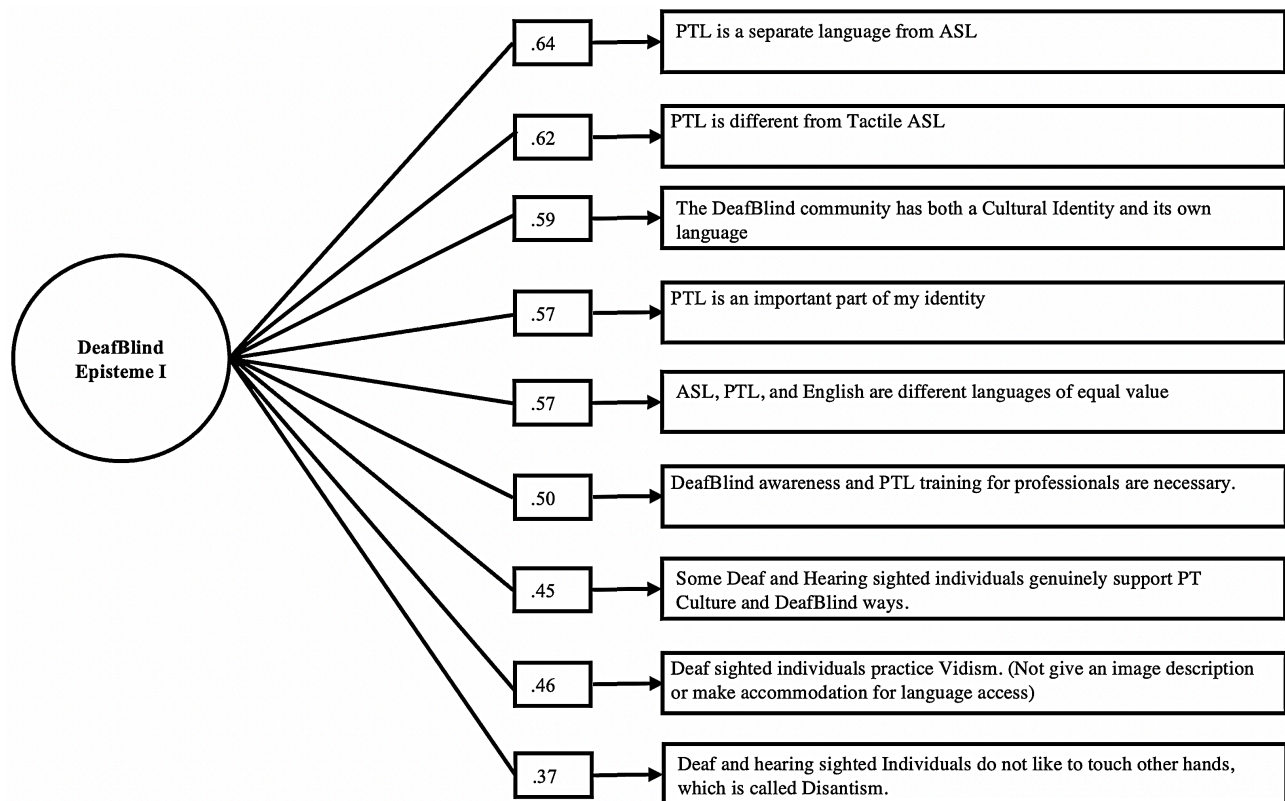 .64
PTL is a separate language from ASL
.62
PTL is different from Tactile ASL
.59
The DeafBlind community has both a Cultural Identity and its own
language
.57
PTL is an important part of my identity
DeafBlind
Episteme I
.57
ASL, PTL, and English are different languages of equal value
.50
DeafBlind awareness and PTL training for professionals are necessary.
.45
Some Deaf and Hearing sighted individuals genuinely support PT
Culture and DeafBlind ways.
.46
Deaf sighted individuals practice Vidism. (Not give an image description
or make accommodation for language access)
.37
Deaf and hearing sighted Individuals do not like to touch other hands,
which is called Disantism.